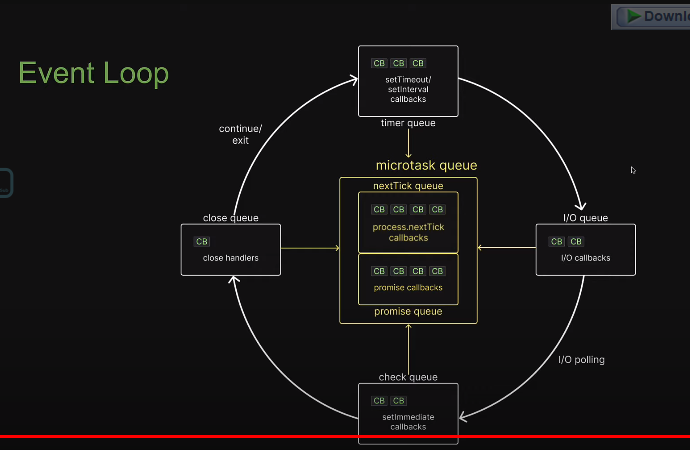 Downl
Event Loop
CB CB CB
setTimeout/
setInterval
callbacks
timer queue
continue/
exit
microtask queue
nextTick queue
CB CB CB CB
process.nextTick
callbacks
CB CB CB CB
promise callbacks
promise queue
close queue
CB
close handlers
I/O queue
CB CB
I/O callbacks
I/O polling
check queue
CB CB
setImmediate
callbacks